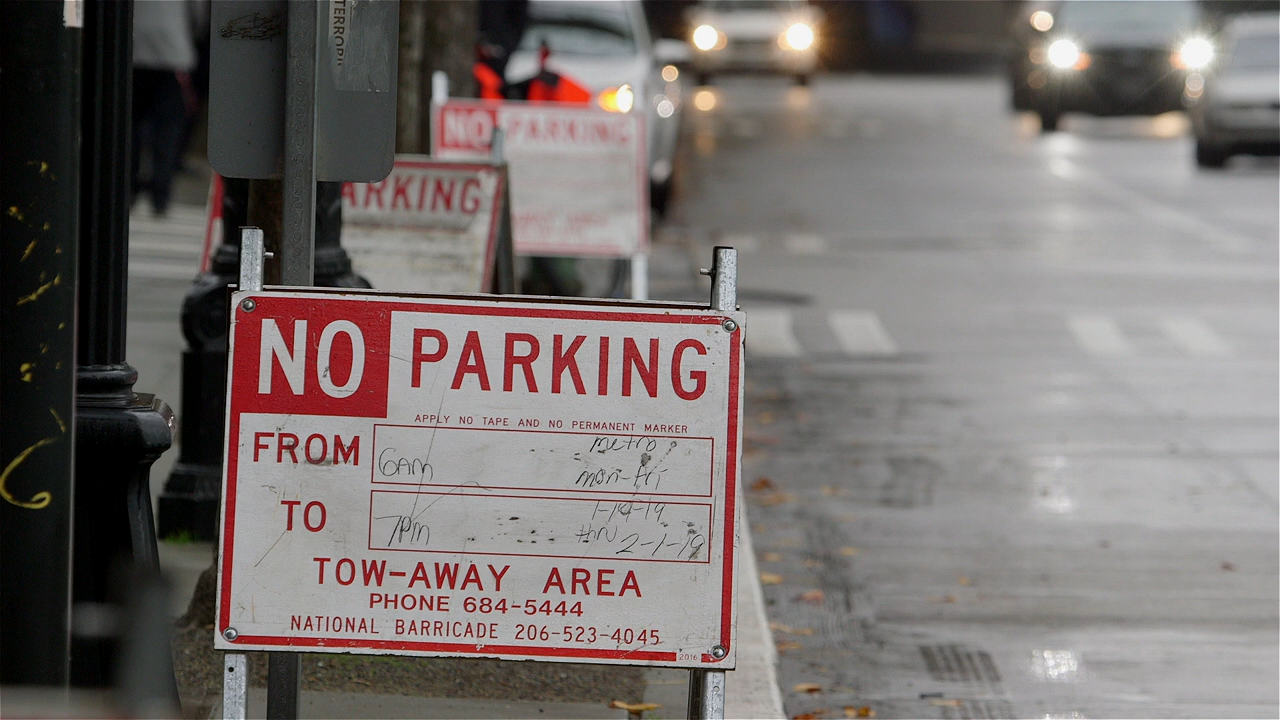 NO PARKING
ARKING
NO PARKING
APPLY NO TAPE AND NO PERMANENT MARKER
FROM 6AM metro
mon-Fri
TO 7pm 1-14-19
thru 2-1-19
TOW-AWAY AREA
PHONE 684-5444
NATIONAL BARRICADE 206-523-4045
2016